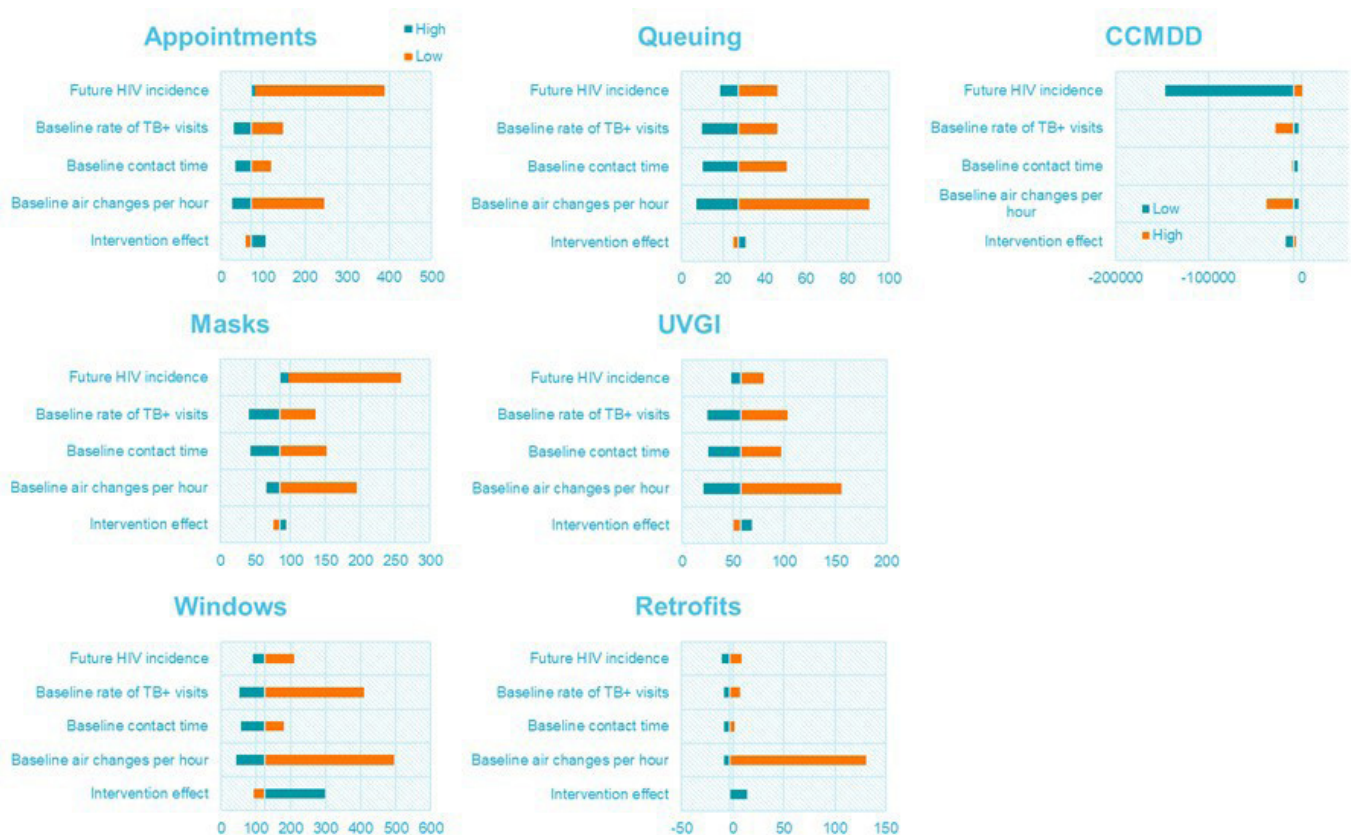 Appointments
High
Low
Future HIV incidence
Baseline rate of TB+ visits
Baseline contact time
Baseline air changes per hour
Intervention effect
0 100 200 300 400 500
Queuing
Future HIV incidence
Baseline rate of TB+ visits
Baseline contact time
Baseline air changes per hour
Intervention effect
0 20 40 60 80 100
CCMDD
Future HIV incidence
Baseline rate of TB+ visits
Baseline contact time
Baseline air changes per
hour
Intervention effect
Low
High
-200000 -100000 0
Masks
Future HIV incidence
Baseline rate of TB+ visits
Baseline contact time
Baseline air changes per hour
Intervention effect
0 50 100 150 200 250 300
UVGI
Future HIV incidence
Baseline rate of TB+ visits
Baseline contact time
Baseline air changes per hour
Intervention effect
0 50 100 150 200
Windows
Future HIV incidence
Baseline rate of TB+ visits
Baseline contact time
Baseline air changes per hour
Intervention effect
0 100 200 300 400 500 600
Retrofits
Future HIV incidence
Baseline rate of TB+ visits
Baseline contact time
Baseline air changes per hour
Intervention effect
-50 0 50 100 150